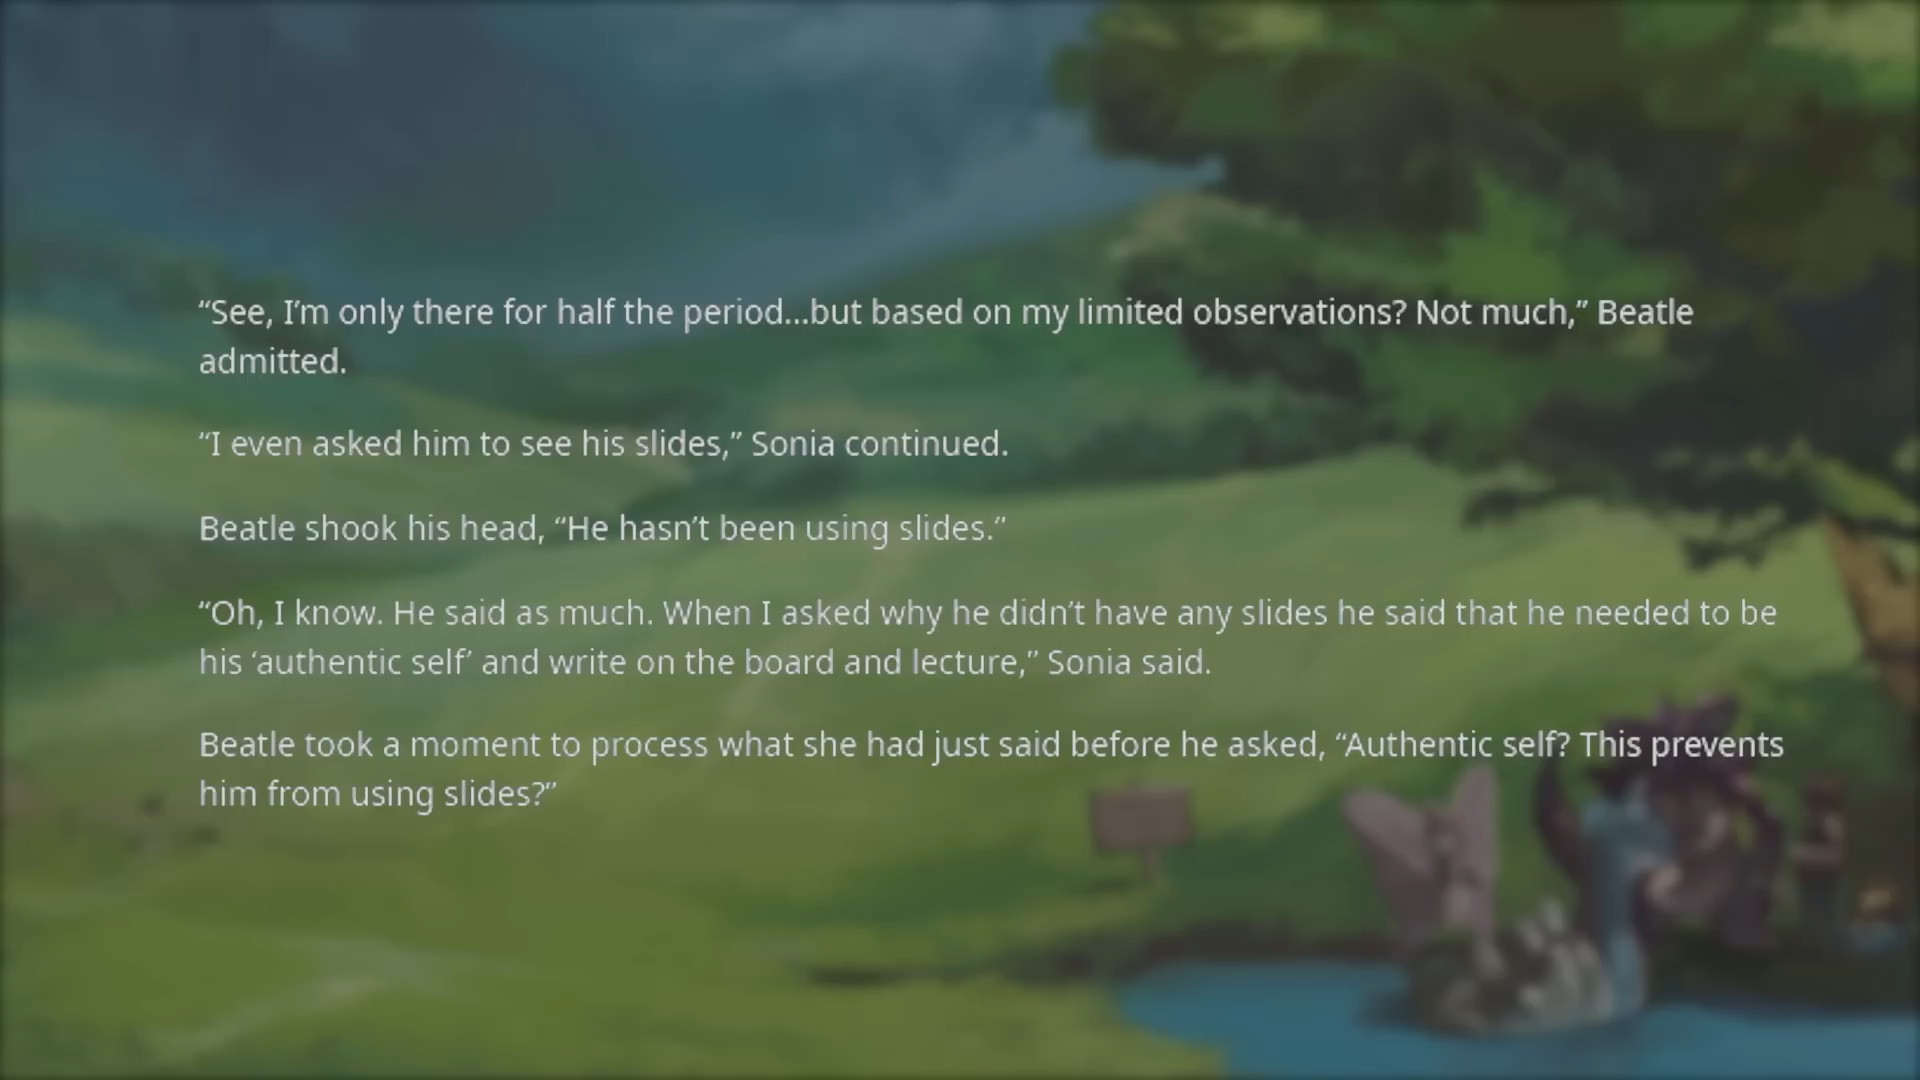 “See, I’m only there for half the period...but based on my limited observations? Not much,” Beatle
admitted.
“I even asked him to see his slides,” Sonia continued.
Beatle shook his head, “He hasn’t been using slides.”
“Oh, I know. He said as much. When I asked why he didn’t have any slides he said that he needed to be
his ‘authentic self’ and write on the board and lecture,” Sonia said.
Beatle took a moment to process what she had just said before he asked, “Authentic self? This prevents
him from using slides?”